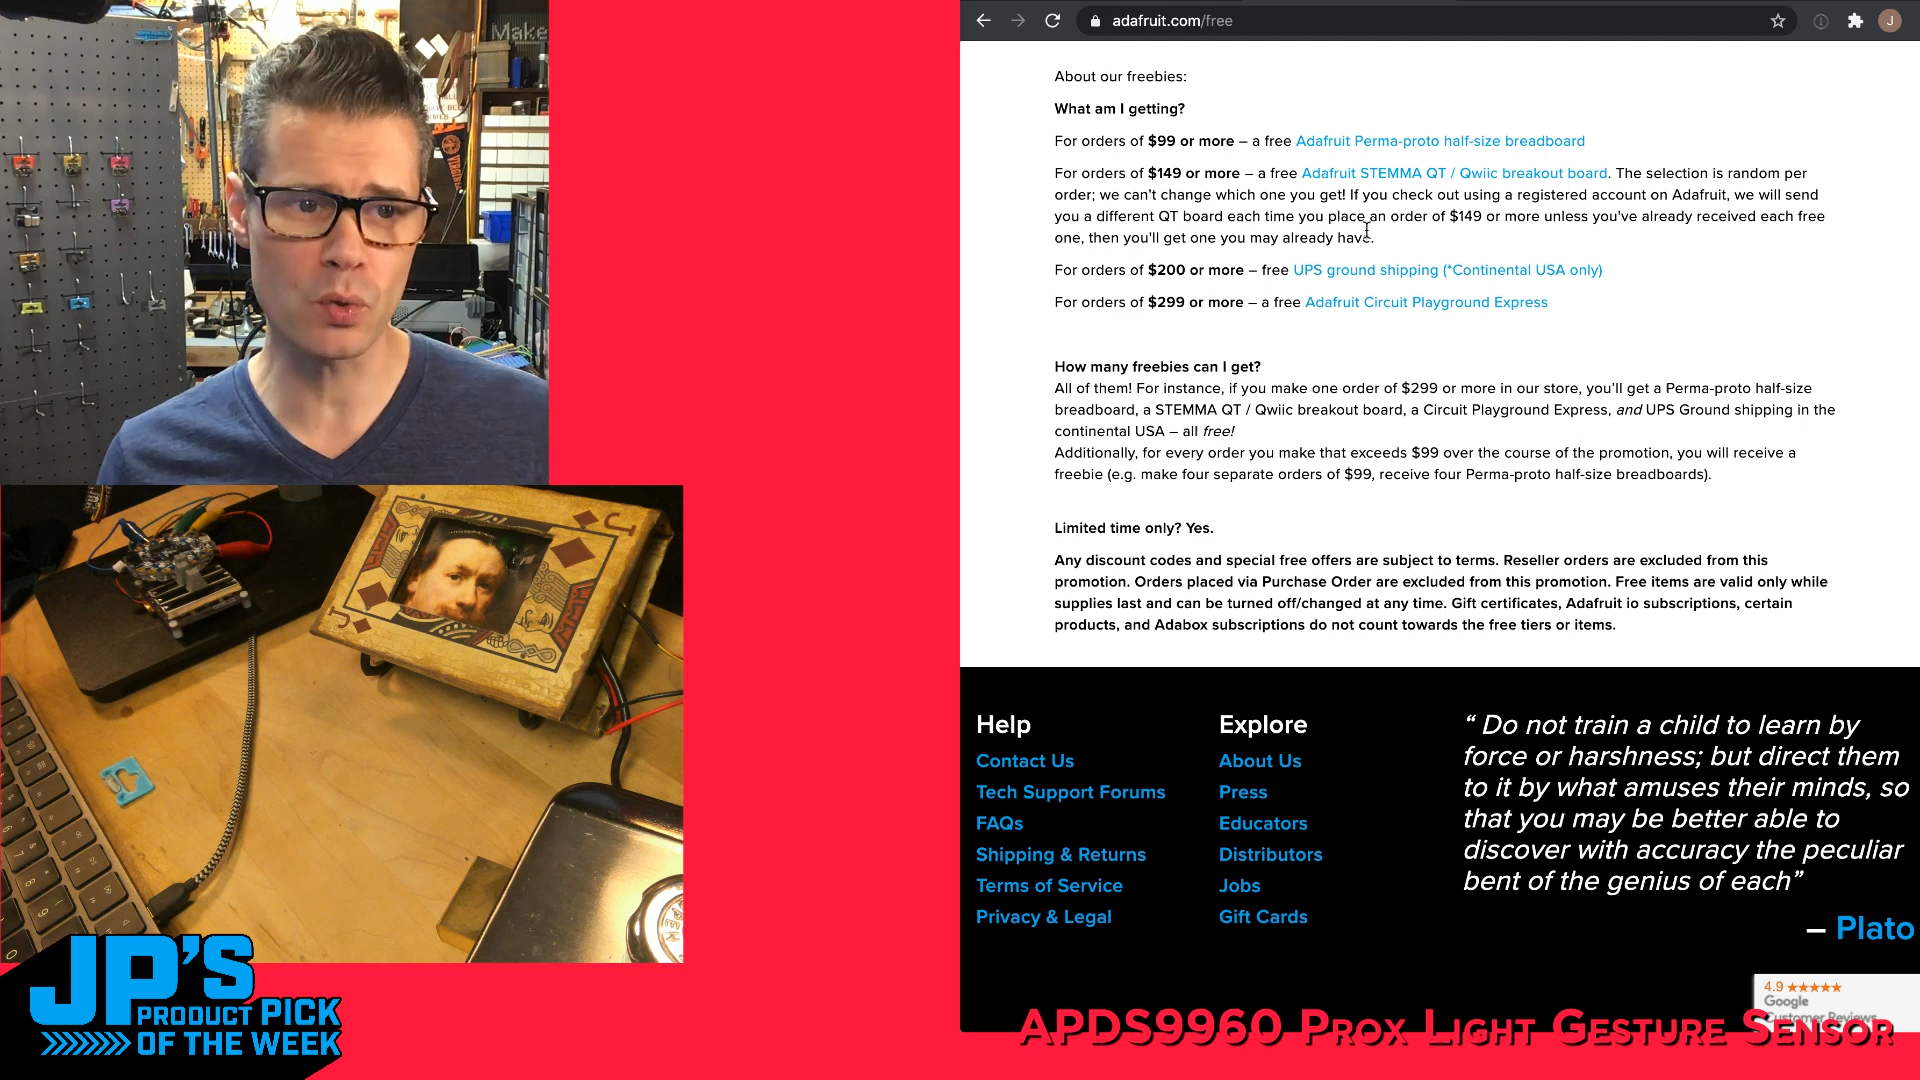 Make
adafruit.com/free
J
About our freebies:
What am I getting?
For orders of $99 or more – a free Adafruit Perma-proto half-size breadboard
For orders of $149 or more – a free Adafruit STEMMA QT / Qwiic breakout board. The selection is random per
order; we can't change which one you get! If you check out using a registered account on Adafruit, we will send
you a different QT board each time you place an order of $149 or more unless you've already received each free
one, then you'll get one you may already have.
For orders of $200 or more – free UPS ground shipping (*Continental USA only)
For orders of $299 or more – a free Adafruit Circuit Playground Express
How many freebies can I get?
All of them! For instance, if you make one order of $299 or more in our store, you'll get a Perma-proto half-size
breadboard, a STEMMA QT / Qwiic breakout board, a Circuit Playground Express, and UPS Ground shipping in the
continental USA – all free!
Additionally, for every order you make that exceeds $99 over the course of the promotion, you will receive a
freebie (e.g. make four separate orders of $99, receive four Perma-proto half-size breadboards).
Limited time only? Yes.
Any discount codes and special free offers are subject to terms. Reseller orders are excluded from this
promotion. Orders placed via Purchase Order are excluded from this promotion. Free items are valid only while
supplies last and can be turned off/changed at any time. Gift certificates, Adafruit io subscriptions, certain
products, and Adabox subscriptions do not count towards the free tiers or items.
Help
Contact Us
Tech Support Forums
FAQs
Shipping & Returns
Terms of Service
Privacy & Legal
Explore
About Us
Press
Educators
Distributors
Jobs
Gift Cards
“ Do not train a child to learn by
force or harshness; but direct them
to it by what amuses their minds, so
that you may be better able to
discover with accuracy the peculiar
bent of the genius of each”
– Plato
4.9 ★★★★★
Google
Customer Reviews
J
J
JP'S
PRODUCT PICK
OF THE WEEK
APDS9960 PROX LIGHT GESTURE SENSOR